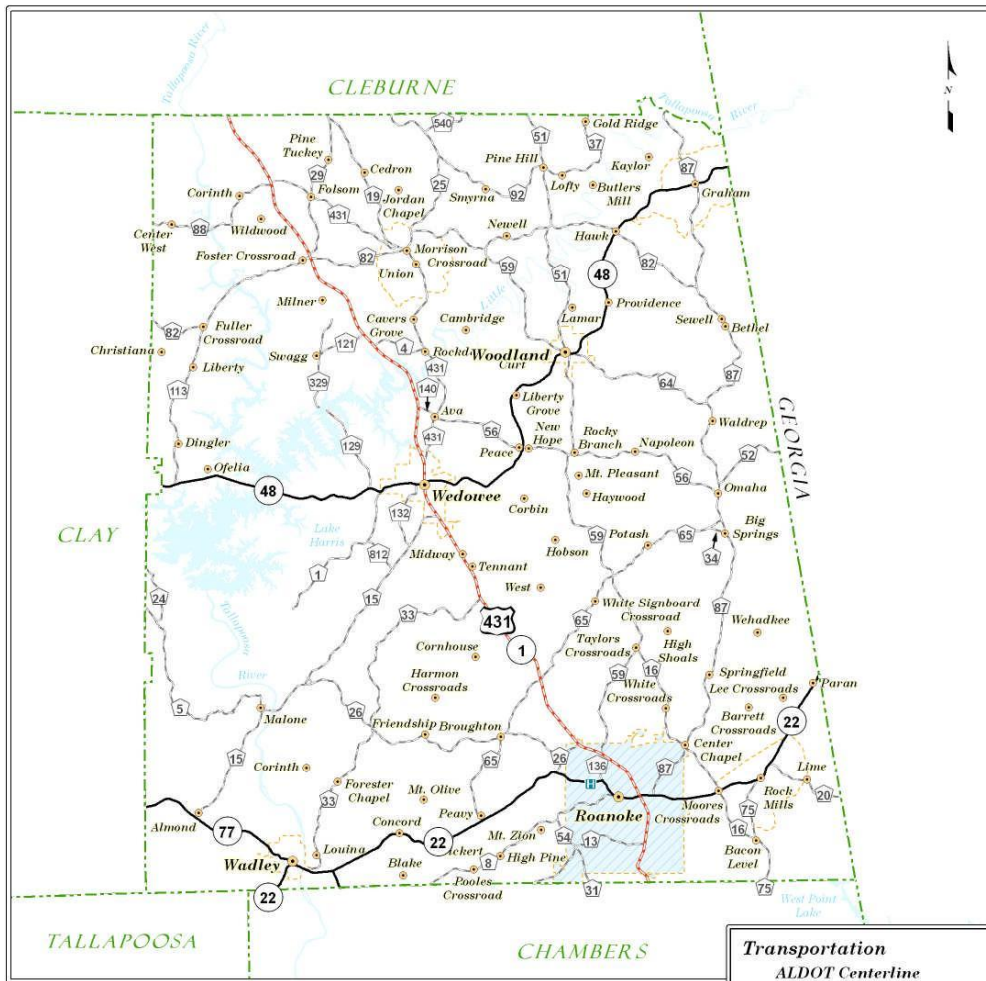 CLEBURNE
Tallapoosa River
Tallapoosa
River
N
540
Gold Ridge
51
37
Pine
Tuckey
Pine Hill
Kaylor
87
Cedron
29
25
Lofty
Butlers
Mill
Graham
Corinth
Folsom
19
Jordan
Chapel
Smyrna
92
431
Center
West
88
Wildwood
Newell
Hawk
Morrison
Crossroad
Foster Crossroad
82
Union
59
51
48
82
Milner
Little
Providence
Cavers
Grove
Cambridge
Lamar
Sewell
Bethel
82
Fuller
Crossroad
Christiana
Swagg
121
4
Rockd
Woodland
Curt
Liberty
431
87
113
329
140
64
Liberty
Grove
GEORGIA
Ava
Waldrep
Dingler
129
431
56
Peace
New
Hope
Rocky
Branch
Napoleon
52
Ofelia
Mt. Pleasant
56
48
Wedowee
Haywood
Omaha
Corbin
CLAY
Lake
Harris
132
59
Potash
65
Big
Springs
812
Midway
Hobson
34
1
Tennant
24
15
West
33
White Signboard
Crossroad
87
Tallapoosa
431
65
Wehadkee
1
Taylors
Crossroads
High
Shoals
Cornhouse
River
Harmon
Crossroads
59
16
White
Crossroads
Springfield
Lee Crossroads
Paran
5
Malone
26
Barrett
Crossroads
22
Friendship
Broughton
Center
Chapel
15
Corinth
65
26
136
87
Lime
Forester
Chapel
H
33
Mt. Olive
Rock
Mills
20
Almond
Peavy
Roanoke
Moores
Crossroads
75
77
Concord
22
Mt. Zion
54
13
16
Wadley
Louina
ickert
High Pine
Bacon
Level
Blake
8
Pooles
Crossroad
31
75
22
West Point
Lake
TALLAPOOSA
CHAMBERS
Transportation
ALDOT Centerline